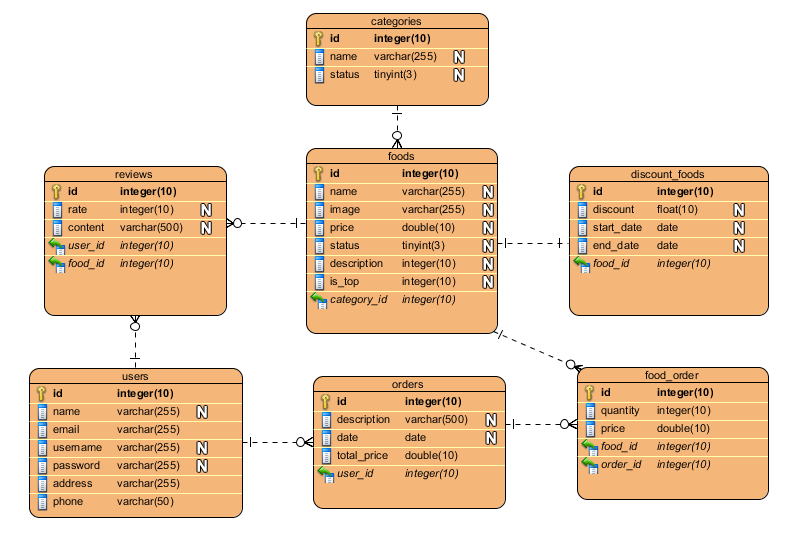 categories
id integer(10)
name varchar(255) N
status tinyint(3) N
foods
id integer(10)
name varchar(255) N
image varchar(255) N
price double(10) N
status tinyint(3) N
description integer(10) N
is_top integer(10) N
category_id integer(10)
reviews
id integer(10)
rate integer(10) N
content varchar(500) N
user_id integer(10)
food_id integer(10)
discount_foods
id integer(10)
discount float(10) N
start_date date N
end_date date N
food_id integer(10)
users
id integer(10)
name varchar(255) N
email varchar(255)
username varchar(255) N
password varchar(255) N
address varchar(255)
phone varchar(50)
orders
id integer(10)
description varchar(500) N
date date N
total_price double(10)
user_id integer(10)
food_order
id integer(10)
quantity integer(10)
price double(10)
food_id integer(10)
order_id integer(10)